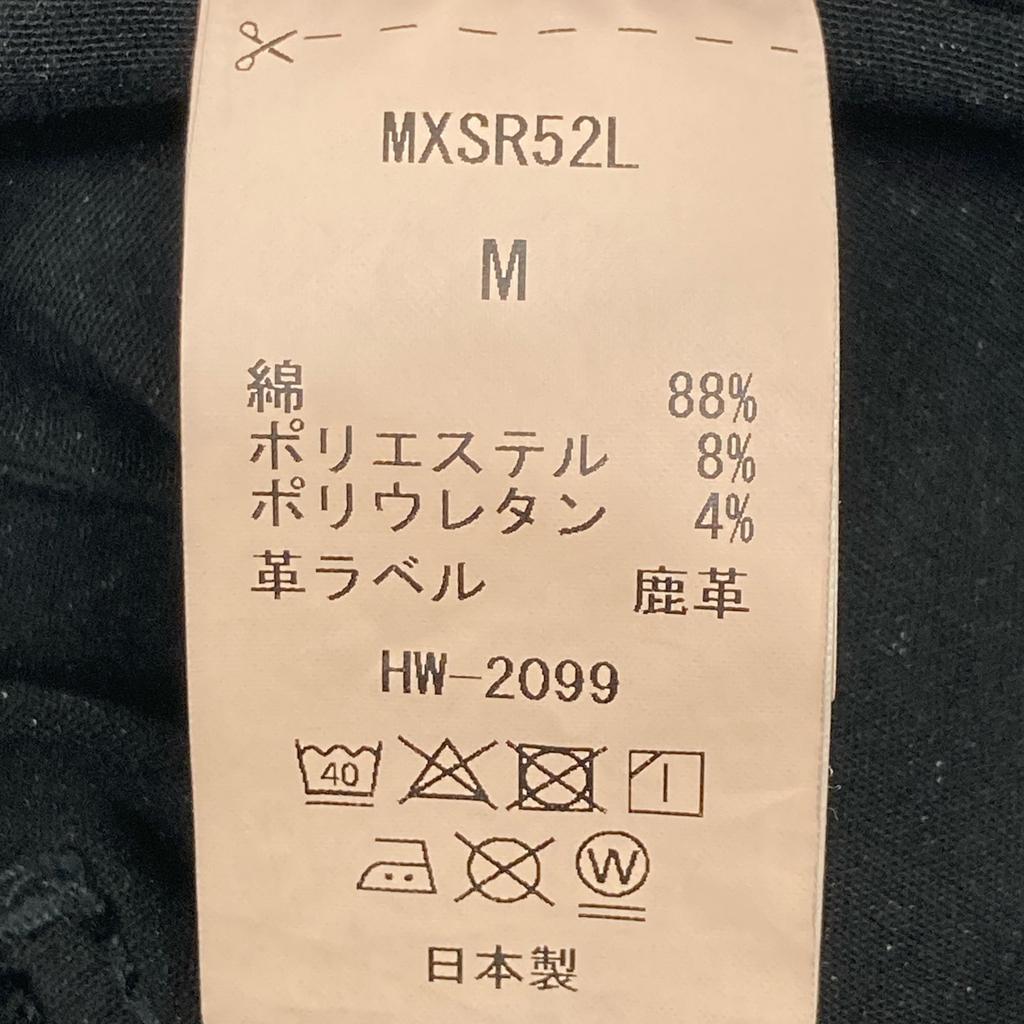 MXSR52L
M
綿 88%
ポリエステル 8%
ポリウレタン 4%
革ラベル 鹿革
HW-2099
40
W
日本製